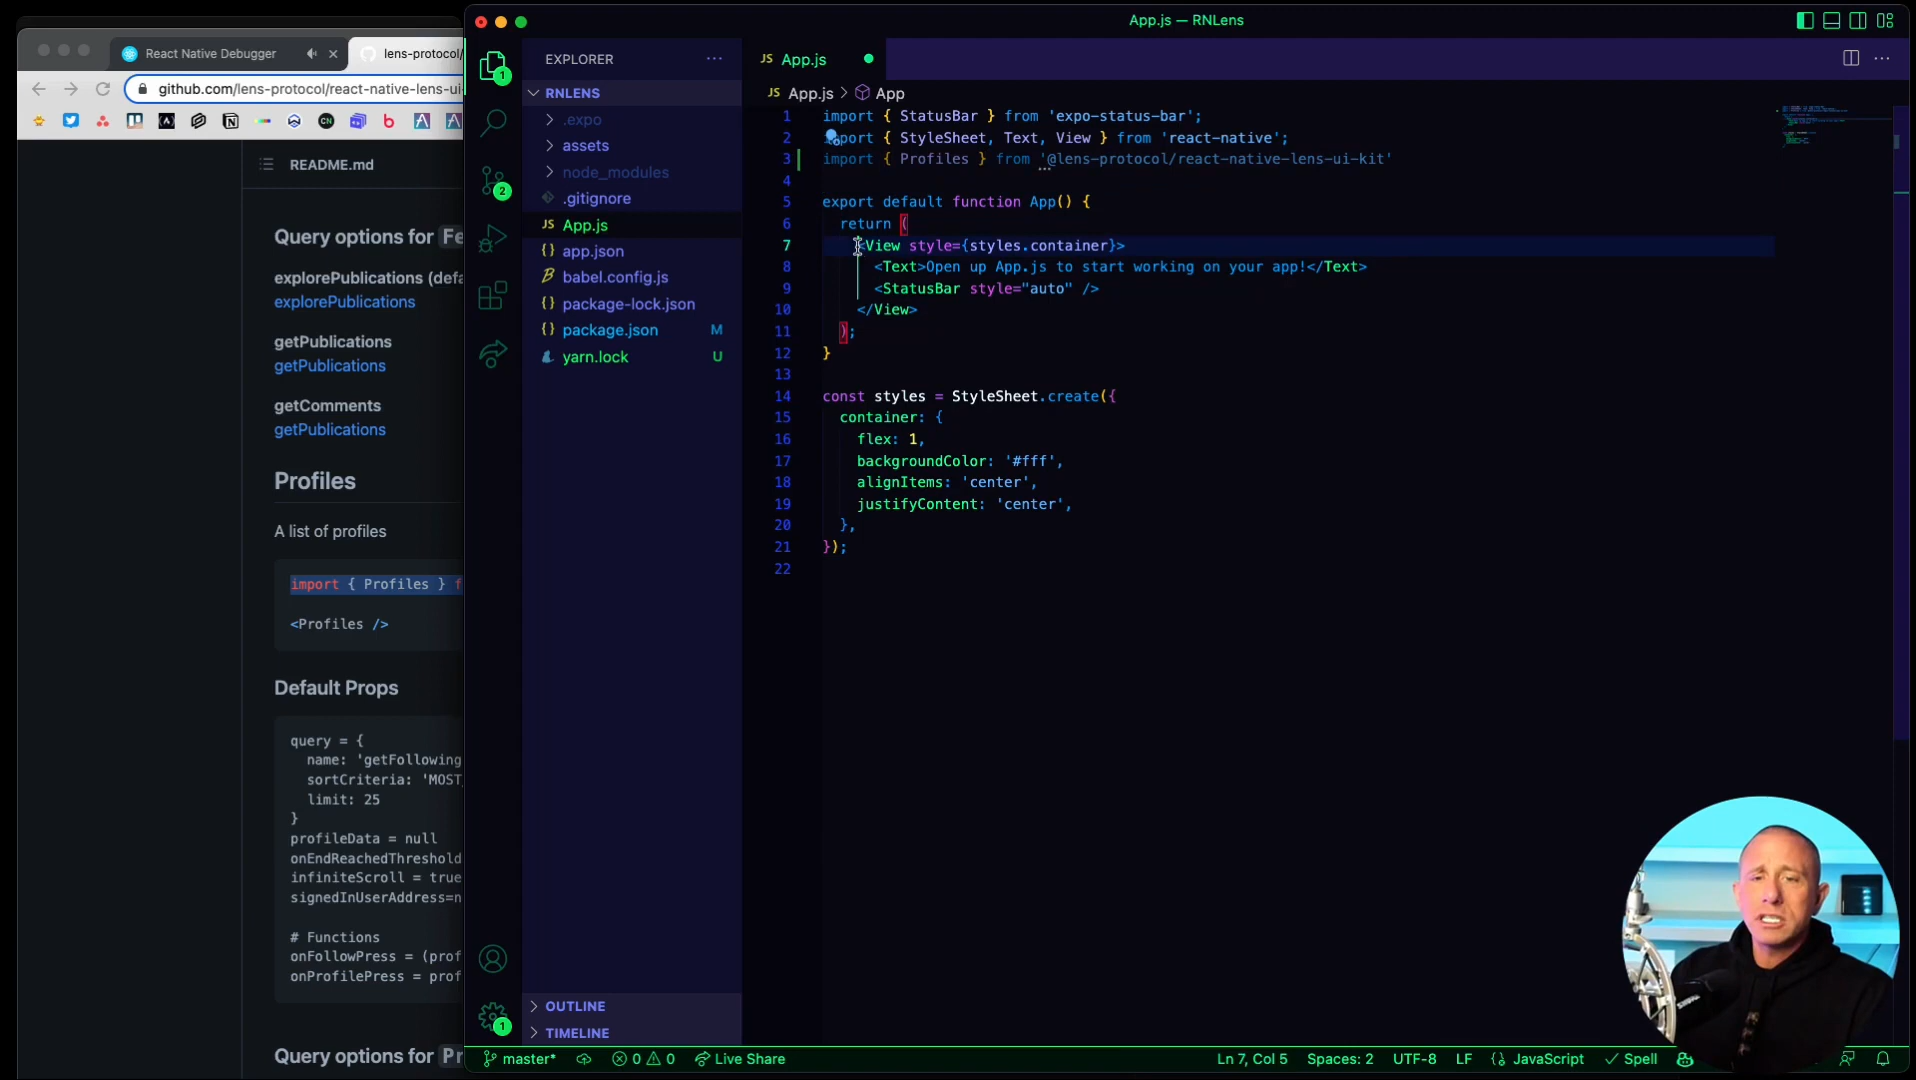 React Native Debugger
lens-protocol/
github.com/lens-protocol/react-native-lens-ui
README.md
Query options for Fe
explorePublications (defa
explorePublications
getPublications
getPublications
getComments
getPublications
Profiles
A list of profiles
import { Profiles } f
<Profiles />
Default Props
query = {
name: 'getFollowing
sortCriteria: 'MOST_
limit: 25
}
profileData = null
onEndReachedThreshold
infiniteScroll = true
signedInUserAddress=n
# Functions
onFollowPress = (prof
onProfilePress = prof
Query options for Pr
App.js — RNLens
EXPLORER
RNLENS
.expo
assets
node_modules
.gitignore
JS App.js
{} app.json
babel.config.js
{} package-lock.json
{} package.json M
yarn.lock U
OUTLINE
TIMELINE
1
2
1
JS App.js
JS App.js > App
1 import { StatusBar } from 'expo-status-bar';
2 import { StyleSheet, Text, View } from 'react-native';
3 import { Profiles } from '@lens-protocol/react-native-lens-ui-kit'
4
5 export default function App() {
6 return (
7 <View style={styles.container}>
8 <Text>Open up App.js to start working on your app!</Text>
9 <StatusBar style="auto" />
10 </View>
11 );
12 }
13
14 const styles = StyleSheet.create({
15 container: {
16 flex: 1,
17 backgroundColor: '#fff',
18 alignItems: 'center',
19 justifyContent: 'center',
20 },
21 });
22
master* 0 0 Live Share
Ln 7, Col 5 Spaces: 2 UTF-8 LF {} JavaScript Spell